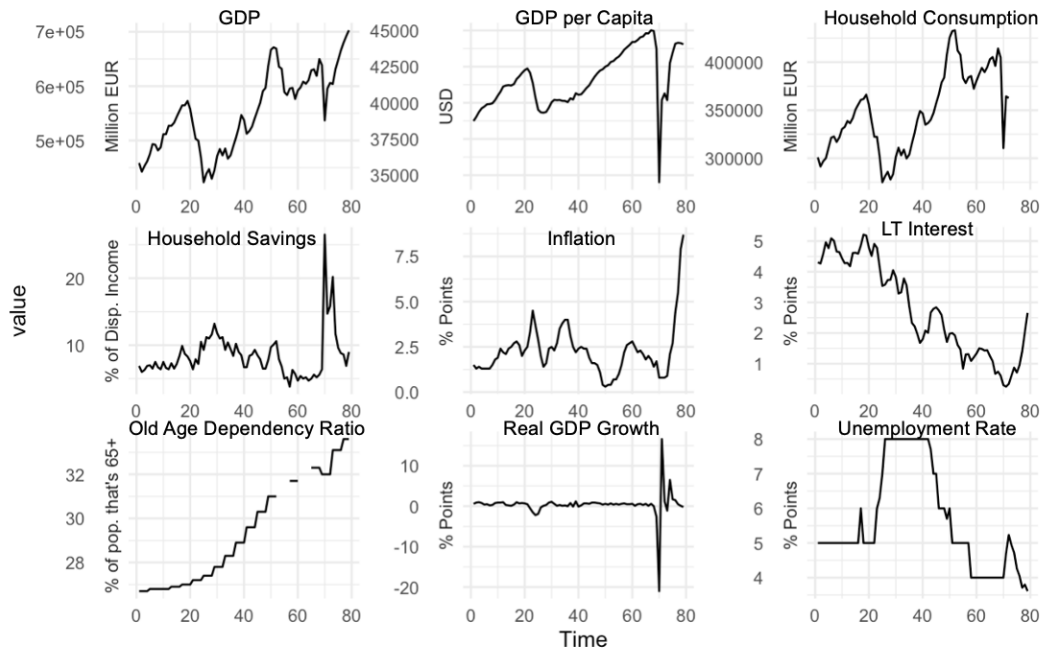 GDP
GDP per Capita
Household Consumption
7e+05
6e+05
5e+05
Million EUR
45000
42500
40000
37500
35000
USD
400000
350000
300000
Million EUR
0 20 40 60 80
0 20 40 60 80
0 20 40 60 80
Household Savings
Inflation
LT Interest
value
20
10
% of Disp. Income
7.5
5.0
2.5
0.0
% Points
5
4
3
2
1
% Points
0 20 40 60 80
0 20 40 60 80
0 20 40 60 80
Old Age Dependency Ratio
Real GDP Growth
Unemployment Rate
32
30
28
% of pop. that's 65+
10
0
-10
-20
% Points
8
7
6
5
4
% Points
0 20 40 60 80
0 20 40 60 80
0 20 40 60 80
Time